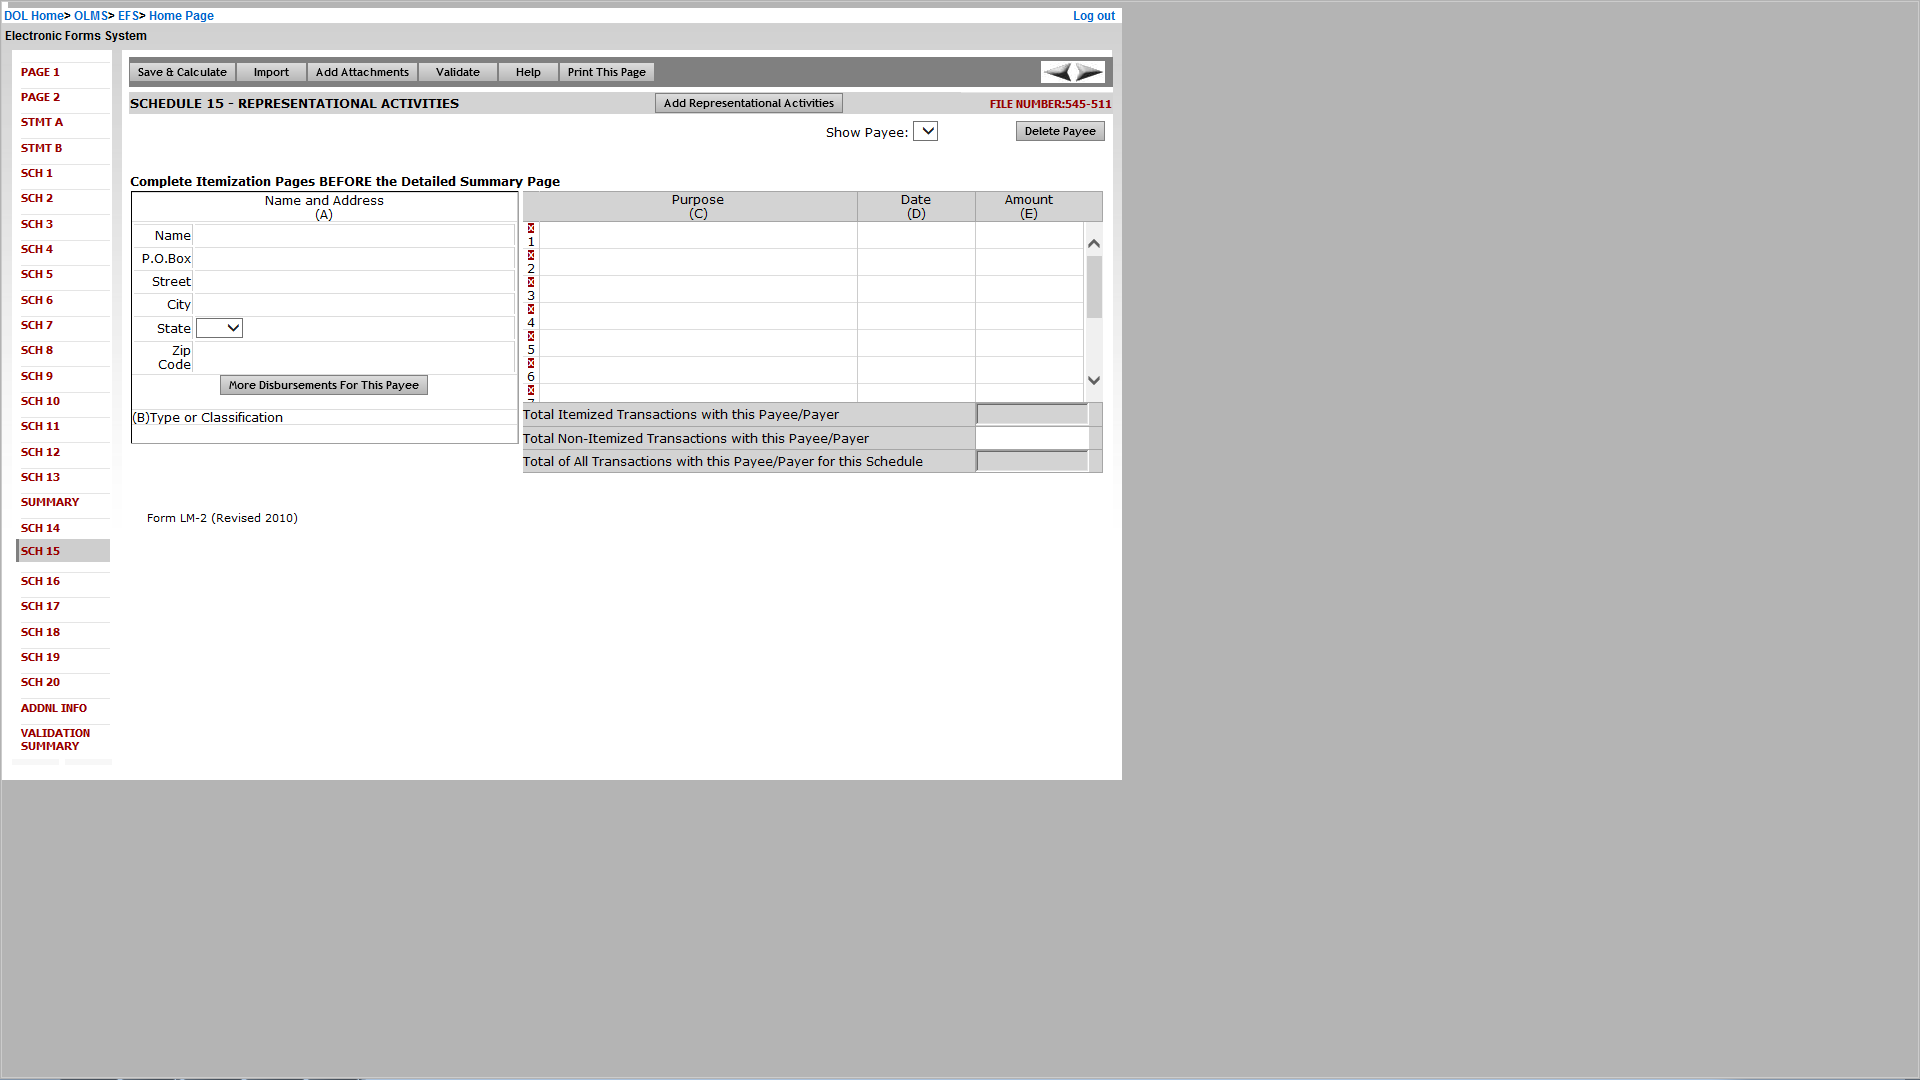 DOL Home> OLMS> EFS> Home Page
Log out
Electronic Forms System
PAGE 1
PAGE 2
STMT A
STMT B
SCH 1
SCH 2
SCH 3
SCH 4
SCH 5
SCH 6
SCH 7
SCH 8
SCH 9
SCH 10
SCH 11
SCH 12
SCH 13
SUMMARY
SCH 14
SCH 15
SCH 16
SCH 17
SCH 18
SCH 19
SCH 20
ADDNL INFO
VALIDATION
SUMMARY
Save & Calculate Import Add Attachments Validate Help Print This Page
SCHEDULE 15 - REPRESENTATIONAL ACTIVITIES
Add Representational Activities
FILE NUMBER:545-511
Show Payee:
Delete Payee
Complete Itemization Pages BEFORE the Detailed Summary Page
Name and Address
(A)
Name
P.O.Box
Street
City
State
Zip
Code
More Disbursements For This Payee
(B)Type or Classification
Purpose
(C)
Date
(D)
Amount
(E)
x
1
x
2
x
3
x
4
x
5
x
6
x
Total Itemized Transactions with this Payee/Payer
Total Non-Itemized Transactions with this Payee/Payer
Total of All Transactions with this Payee/Payer for this Schedule
Form LM-2 (Revised 2010)